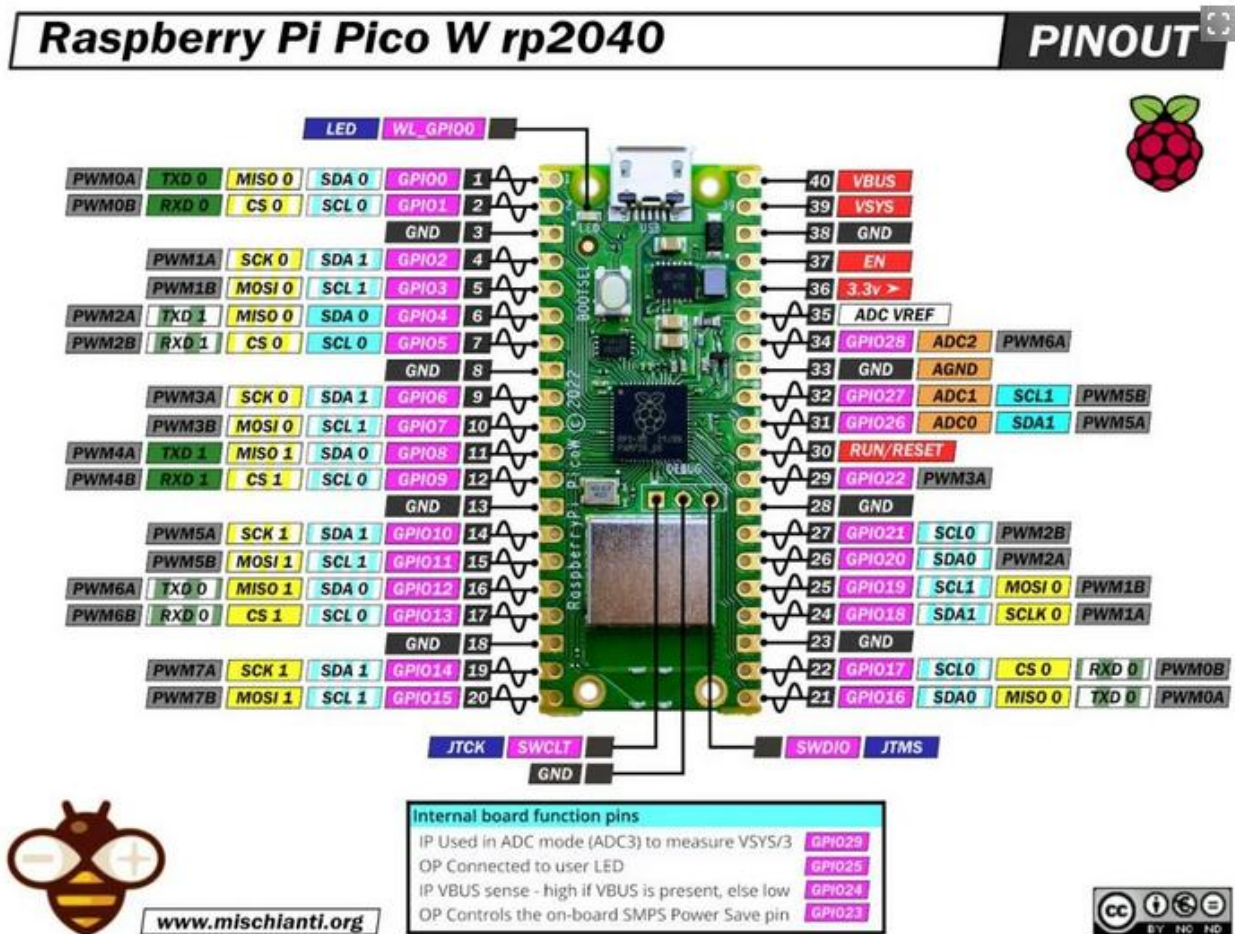 Raspberry Pi Pico W rp2040 PINOUT
LED WL_GPIO0
PWM0A TXD 0 MISO 0 SDA 0 GPIO0 1
PWM0B RXD 0 CS 0 SCL 0 GPIO1 2
GND 3
PWM1A SCK 0 SDA 1 GPIO2 4
PWM1B MOSI 0 SCL 1 GPIO3 5
PWM2A TXD 1 MISO 0 SDA 0 GPIO4 6
PWM2B RXD 1 CS 0 SCL 0 GPIO5 7
GND 8
PWM3A SCK 0 SDA 1 GPIO6 9
PWM3B MOSI 0 SCL 1 GPIO7 10
PWM4A TXD 1 MISO 1 SDA 0 GPIO8 11
PWM4B RXD 1 CS 1 SCL 0 GPIO9 12
GND 13
PWM5A SCK 1 SDA 1 GPIO10 14
PWM5B MOSI 1 SCL 1 GPIO11 15
PWM6A TXD 0 MISO 1 SDA 0 GPIO12 16
PWM6B RXD 0 CS 1 SCL 0 GPIO13 17
GND 18
PWM7A SCK 1 SDA 1 GPIO14 19
PWM7B MOSI 1 SCL 1 GPIO15 20
1
2
39
LED
USB
BOOTSEL
Raspberry Pi PicoW © 2022
DEBUG
40 VBUS
39 VSYS
38 GND
37 EN
36 3.3v ➤
35 ADC VREF
34 GPIO28 ADC2 PWM6A
33 GND AGND
32 GPIO27 ADC1 SCL1 PWM5B
31 GPIO26 ADC0 SDA1 PWM5A
30 RUN/RESET
29 GPIO22 PWM3A
28 GND
27 GPIO21 SCL0 PWM2B
26 GPIO20 SDA0 PWM2A
25 GPIO19 SCL1 MOSI 0 PWM1B
24 GPIO18 SDA1 SCLK 0 PWM1A
23 GND
22 GPIO17 SCL0 CS 0 RXD 0 PWM0B
21 GPIO16 SDA0 MISO 0 TXD 0 PWM0A
JTCK SWCLT
GND
SWDIO JTMS
Internal board function pins
IP Used in ADC mode (ADC3) to measure VSYS/3 GPIO29
OP Connected to user LED GPIO25
IP VBUS sense - high if VBUS is present, else low GPIO24
OP Controls the on-board SMPS Power Save pin GPIO23
www.mischianti.org
cc
BY NC ND